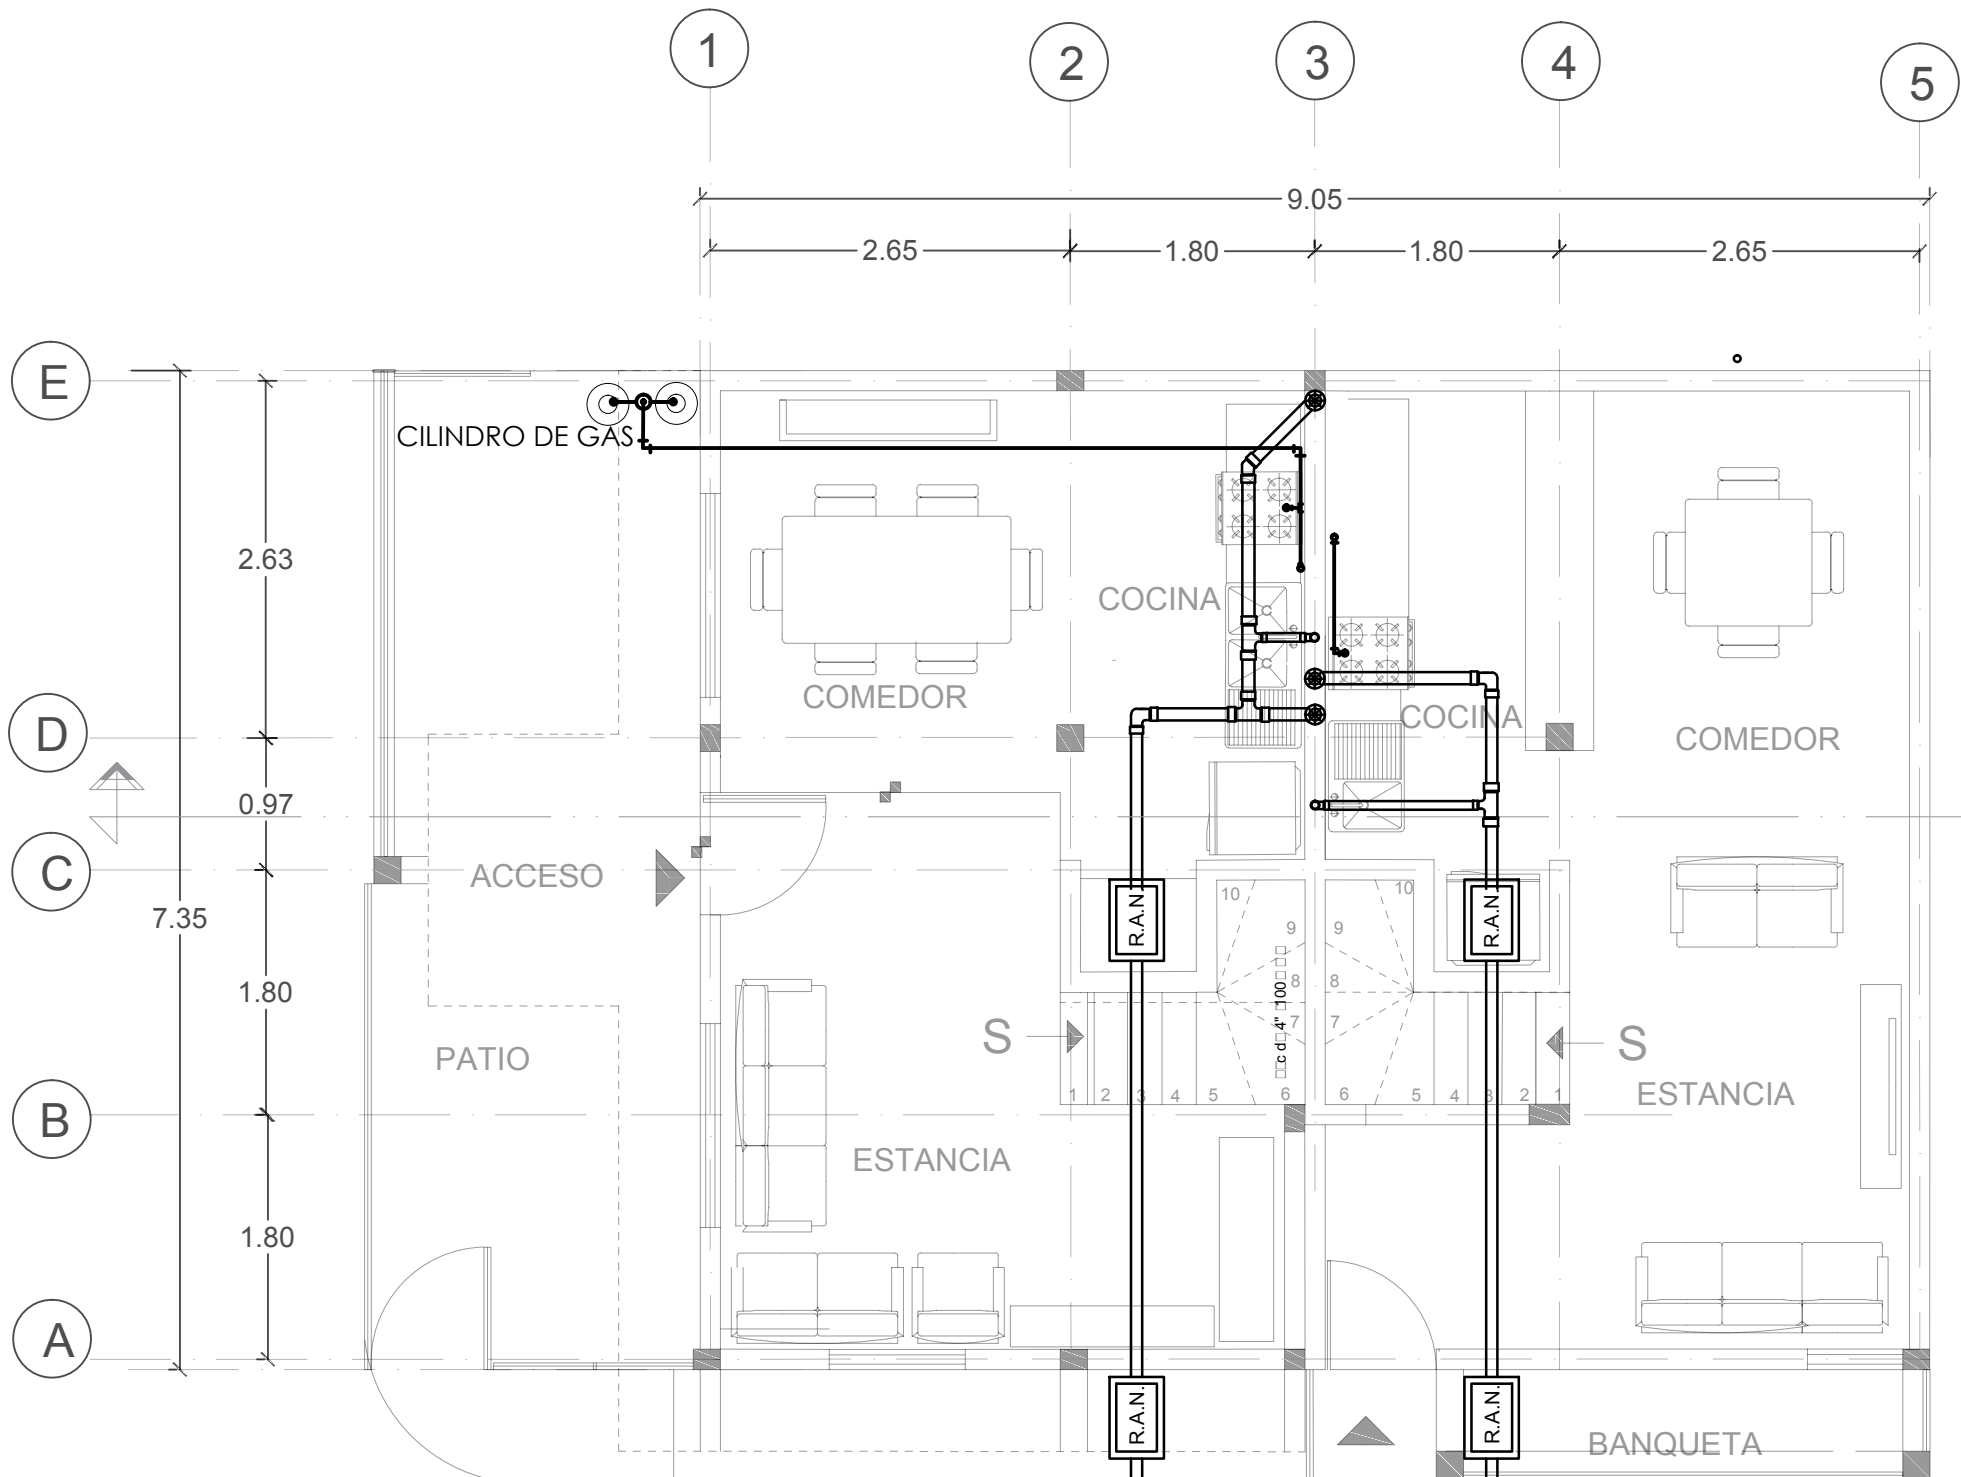 1
2
3
4
5
9.05
2.65
1.80
1.80
2.65
E
CILINDRO DE GAS
2.63
COCINA
COMEDOR
COCINA
COMEDOR
D
0.97
C
ACCESO
7.35
R.A.N.
R.A.N.
10
10
9
9
8
8
7
7
1.80
100
4"
S
S
PATIO
1
2
3
4
5
6
6
5
4
3
2
1
ESTANCIA
B
ESTANCIA
1.80
A
R.A.N.
R.A.N.
BANQUETA